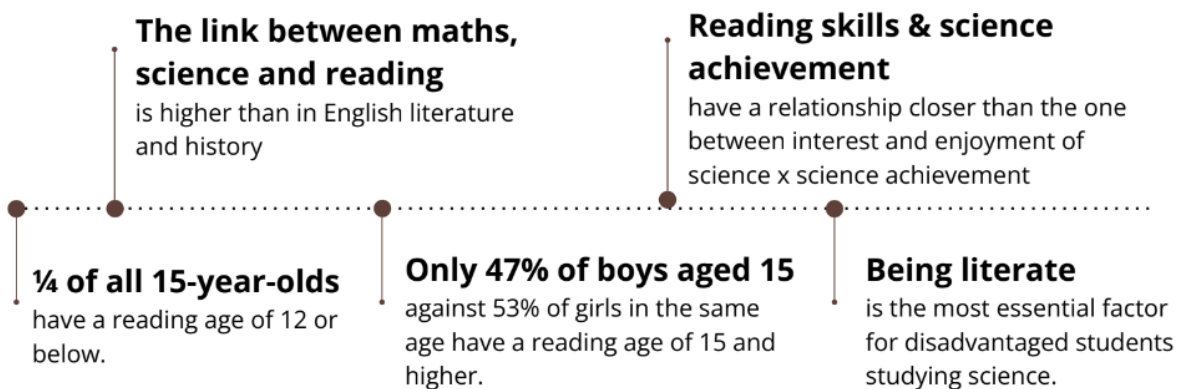 The link between maths,
science and reading
is higher than in English literature
and history
Reading skills & science
achievement
have a relationship closer than the one
between interest and enjoyment of
science x science achievement
¼ of all 15-year-olds
have a reading age of 12 or
below.
Only 47% of boys aged 15
against 53% of girls in the same
age have a reading age of 15 and
higher.
Being literate
is the most essential factor
for disadvantaged students
studying science.